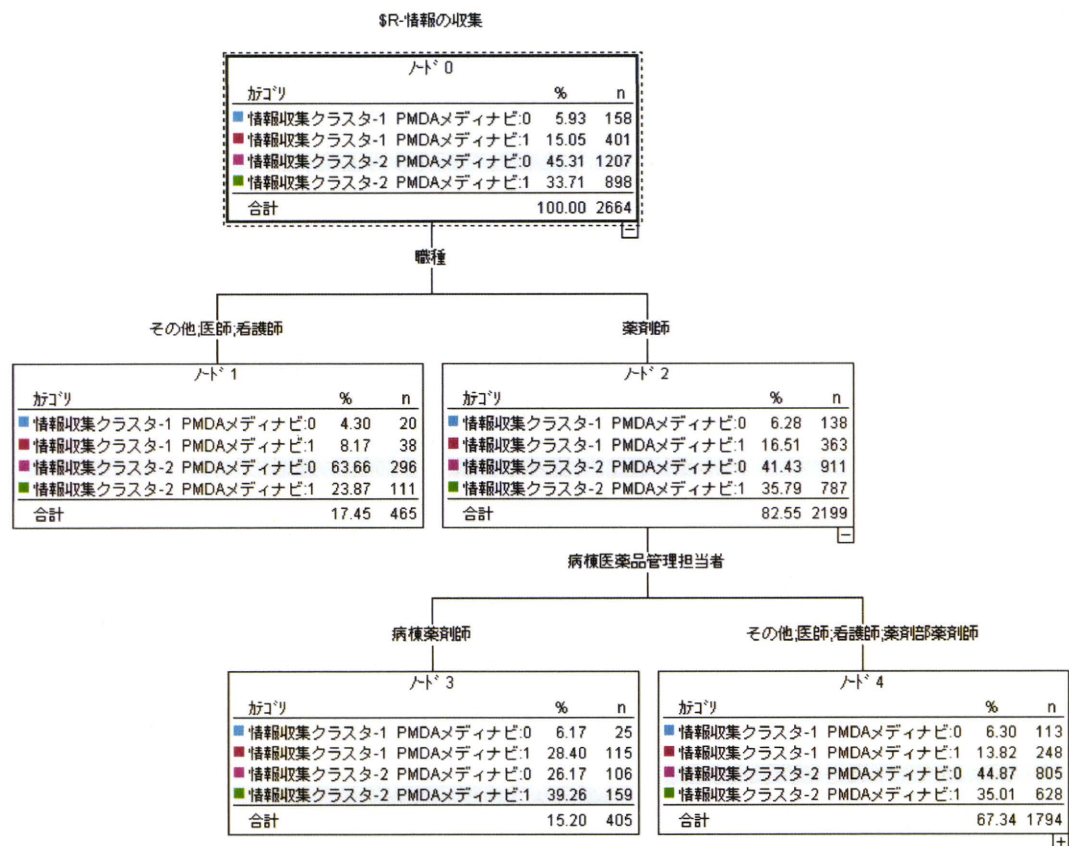 $R-情報の収集
ノード 0
カテゴリ % n
情報収集クラスタ-1 PMDAメディナビ:0 5.93 158
情報収集クラスタ-1 PMDAメディナビ:1 15.05 401
情報収集クラスタ-2 PMDAメディナビ:0 45.31 1207
情報収集クラスタ-2 PMDAメディナビ:1 33.71 898
合計 100.00 2664
職種
その他;医師;看護師
薬剤師
ノード 1
カテゴリ % n
情報収集クラスタ-1 PMDAメディナビ:0 4.30 20
情報収集クラスタ-1 PMDAメディナビ:1 8.17 38
情報収集クラスタ-2 PMDAメディナビ:0 63.66 296
情報収集クラスタ-2 PMDAメディナビ:1 23.87 111
合計 17.45 465
ノード 2
カテゴリ % n
情報収集クラスタ-1 PMDAメディナビ:0 6.28 138
情報収集クラスタ-1 PMDAメディナビ:1 16.51 363
情報収集クラスタ-2 PMDAメディナビ:0 41.43 911
情報収集クラスタ-2 PMDAメディナビ:1 35.79 787
合計 82.55 2199
病棟医薬品管理担当者
病棟薬剤師
その他;医師;看護師;薬剤部薬剤師
ノード 3
カテゴリ % n
情報収集クラスタ-1 PMDAメディナビ:0 6.17 25
情報収集クラスタ-1 PMDAメディナビ:1 28.40 115
情報収集クラスタ-2 PMDAメディナビ:0 26.17 106
情報収集クラスタ-2 PMDAメディナビ:1 39.26 159
合計 15.20 405
ノード 4
カテゴリ % n
情報収集クラスタ-1 PMDAメディナビ:0 6.30 113
情報収集クラスタ-1 PMDAメディナビ:1 13.82 248
情報収集クラスタ-2 PMDAメディナビ:0 44.87 805
情報収集クラスタ-2 PMDAメディナビ:1 35.01 628
合計 67.34 1794